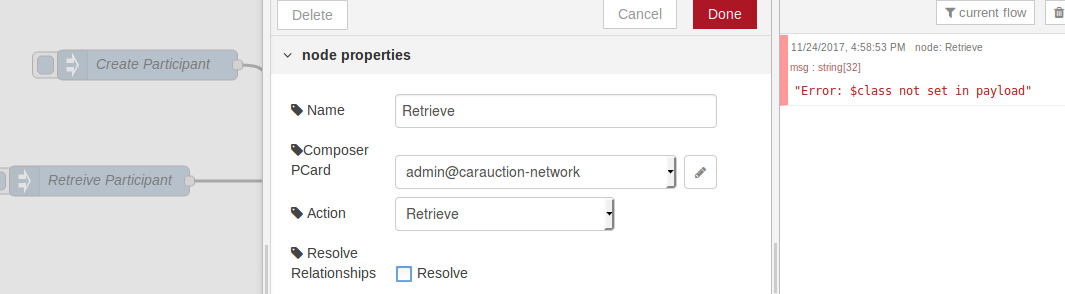 Delete
Cancel
Done
current flow
Create Participant
node properties
11/24/2017, 4:58:53 PM node: Retrieve
msg : string[32]
"Error: $class not set in payload"
Name
Retrieve
Composer
PCard
admin@carauction-network
Retreive Participant
Action
Retrieve
Resolve
Relationships
Resolve